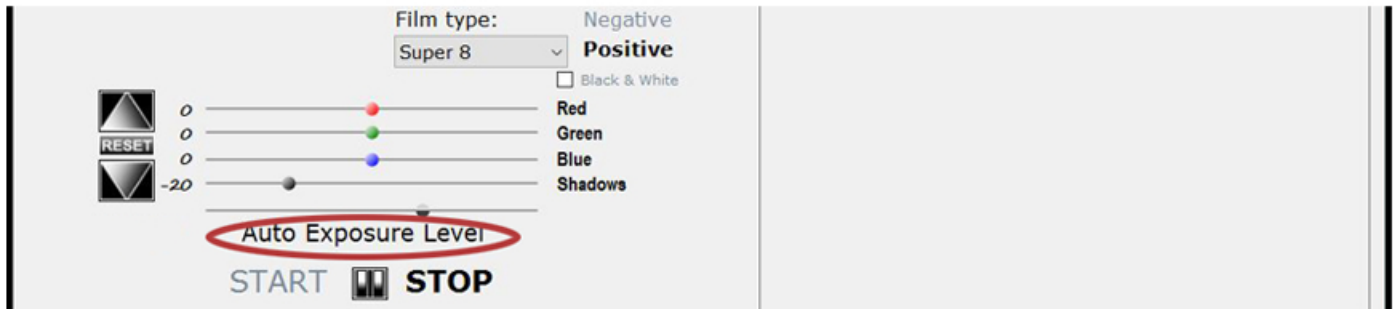 Film type: Negative
Super 8 Positive
Black & White
0 Red
RESET 0 Green
0 Blue
-20 Shadows
Auto Exposure Level
START STOP